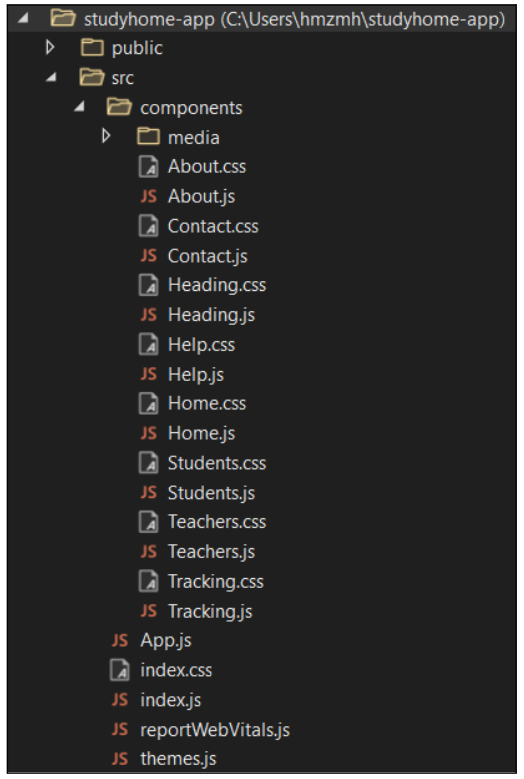 studyhome-app (C:\Users\hmzmh\studyhome-app)
public
src
components
media
About.css
JS About.js
Contact.css
JS Contact.js
Heading.css
JS Heading.js
Help.css
JS Help.js
Home.css
JS Home.js
Students.css
JS Students.js
Teachers.css
JS Teachers.js
Tracking.css
JS Tracking.js
JS App.js
index.css
JS index.js
JS reportWebVitals.js
JS themes.js